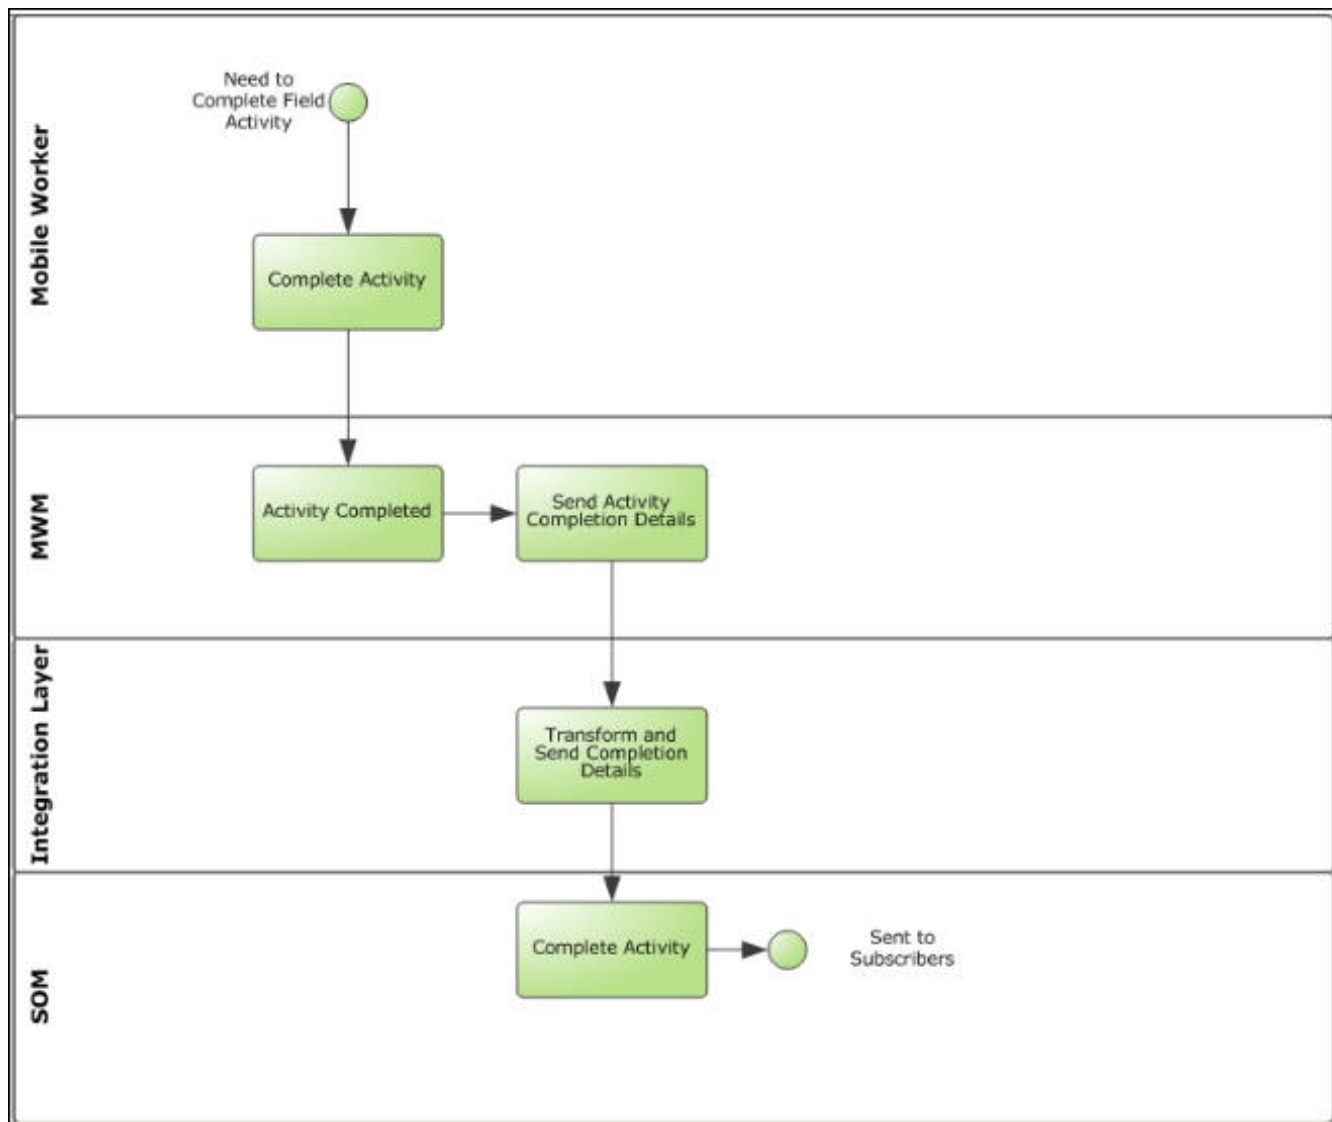 Mobile Worker
Need to
Complete Field
Activity
Complete Activity
MWM
Activity Completed
Send Activity
Completion Details
Integration Layer
Transform and
Send Completion
Details
SOM
Complete Activity
Sent to
Subscribers